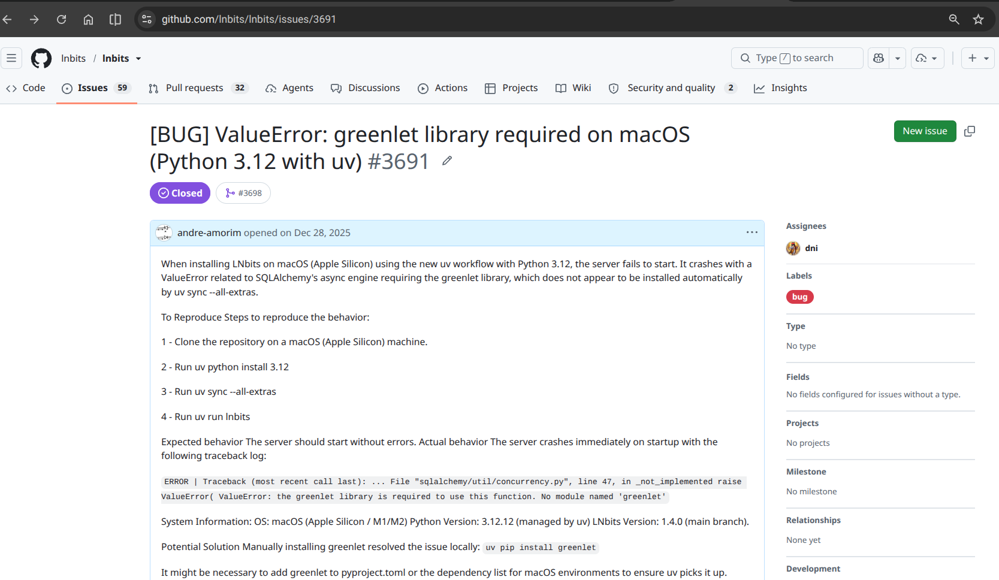 github.com/lnbits/lnbits/issues/3691
lnbits / lnbits
Type / to search
Code
Issues 59
Pull requests 32
Agents
Discussions
Actions
Projects
Wiki
Security and quality 2
Insights
[BUG] ValueError: greenlet library required on macOS
(Python 3.12 with uv) #3691
New issue
Closed
#3698
andre-amorim opened on Dec 28, 2025
When installing LNbits on macOS (Apple Silicon) using the new uv workflow with Python 3.12, the server fails to start. It crashes with a
ValueError related to SQLAlchemy's async engine requiring the greenlet library, which does not appear to be installed automatically
by uv sync --all-extras.
To Reproduce Steps to reproduce the behavior:
1 - Clone the repository on a macOS (Apple Silicon) machine.
2 - Run uv python install 3.12
3 - Run uv sync --all-extras
4 - Run uv run lnbits
Expected behavior The server should start without errors. Actual behavior The server crashes immediately on startup with the
following traceback log:
ERROR | Traceback (most recent call last): ... File "sqlalchemy/util/concurrency.py", line 47, in _not_implemented raise
ValueError( ValueError: the greenlet library is required to use this function. No module named 'greenlet'
System Information: OS: macOS (Apple Silicon / M1/M2) Python Version: 3.12.12 (managed by uv) LNbits Version: 1.4.0 (main branch).
Potential Solution Manually installing greenlet resolved the issue locally: uv pip install greenlet
It might be necessary to add greenlet to pyproject.toml or the dependency list for macOS environments to ensure uv picks it up.
Assignees
dni
Labels
bug
Type
No type
Fields
No fields configured for issues without a type.
Projects
No projects
Milestone
No milestone
Relationships
None yet
Development